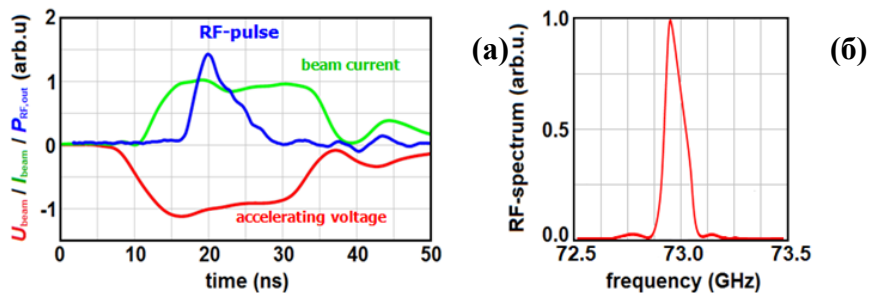 U_beam / I_beam / P_RF,out (arb.u)
2
1
0
-1
RF-pulse
beam current
accelerating voltage
0 10 20 30 40 50
time (ns)
(а)
RF-spectrum (arb.u.)
1.0
0.5
0.0
72.5 73.0 73.5
frequency (GHz)
(б)